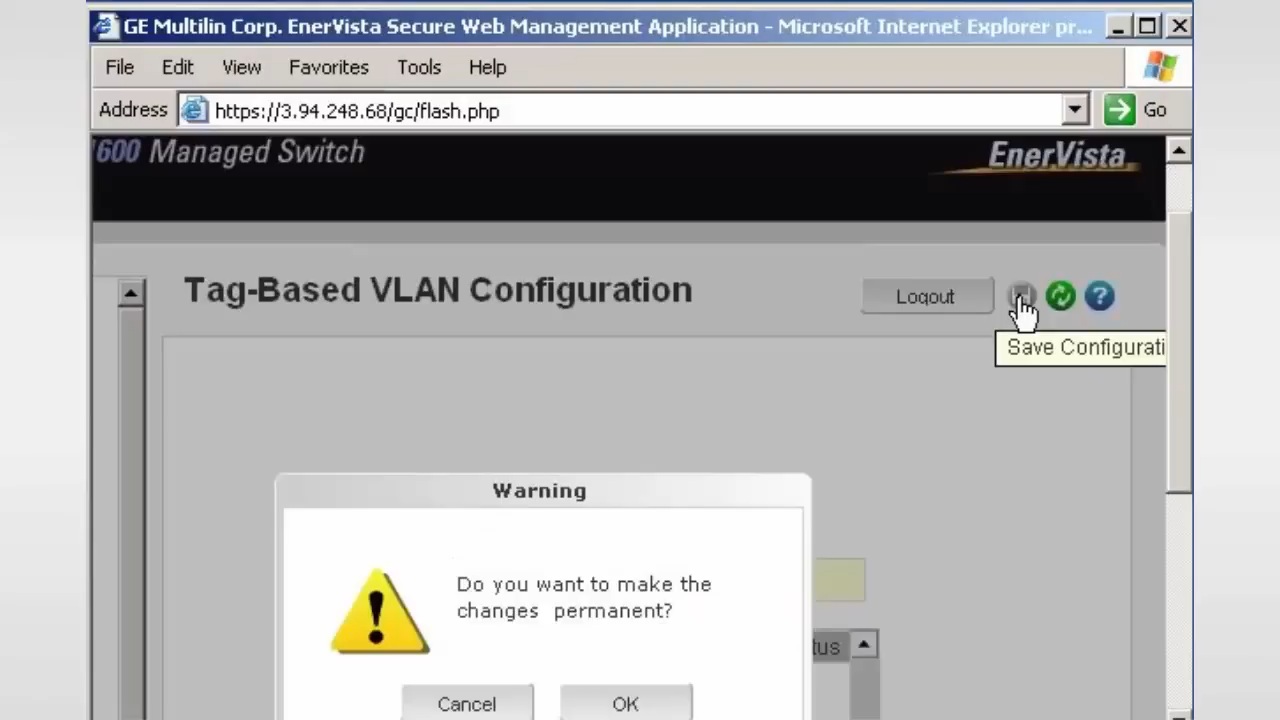 GE Multilin Corp. EnerVista Secure Web Management Application - Microsoft Internet Explorer pr...
File Edit View Favorites Tools Help
Address https://3.94.248.68/gc/flash.php Go
600 Managed Switch
EnerVista
Tag-Based VLAN Configuration
Logout
?
Save Configurati
Warning
Do you want to make the
changes permanent?
tus
Cancel OK